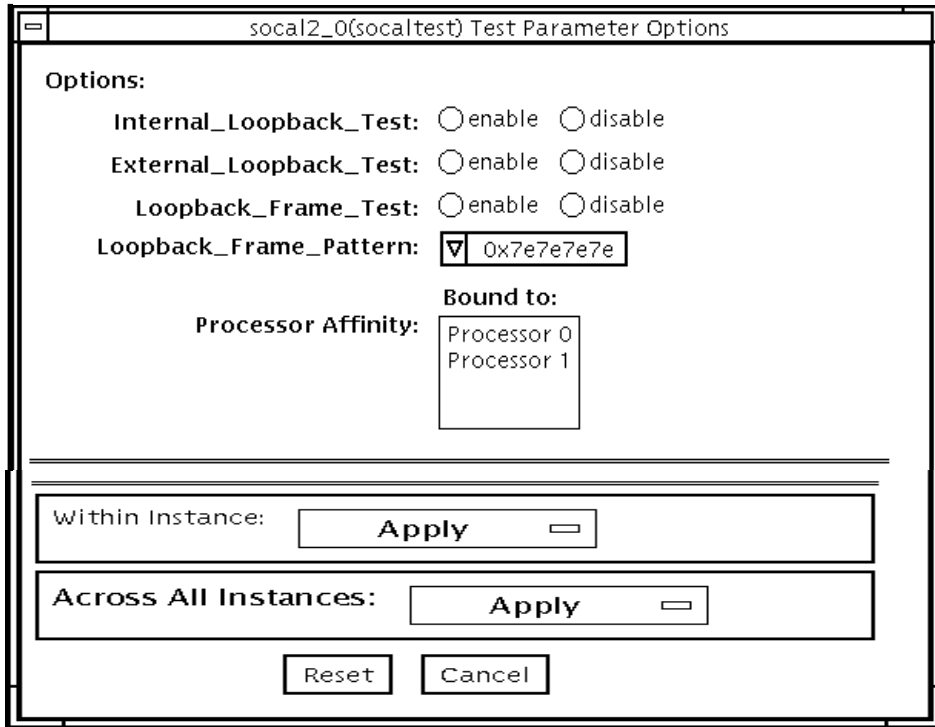 socal2_0(socaltest) Test Parameter Options
Options:
Internal_Loopback_Test: enable disable
External_Loopback_Test: enable disable
Loopback_Frame_Test: enable disable
Loopback_Frame_Pattern: 0x7e7e7e7e
Bound to:
Processor Affinity:
Processor 0
Processor 1
Within Instance: Apply
Across All Instances: Apply
Reset Cancel